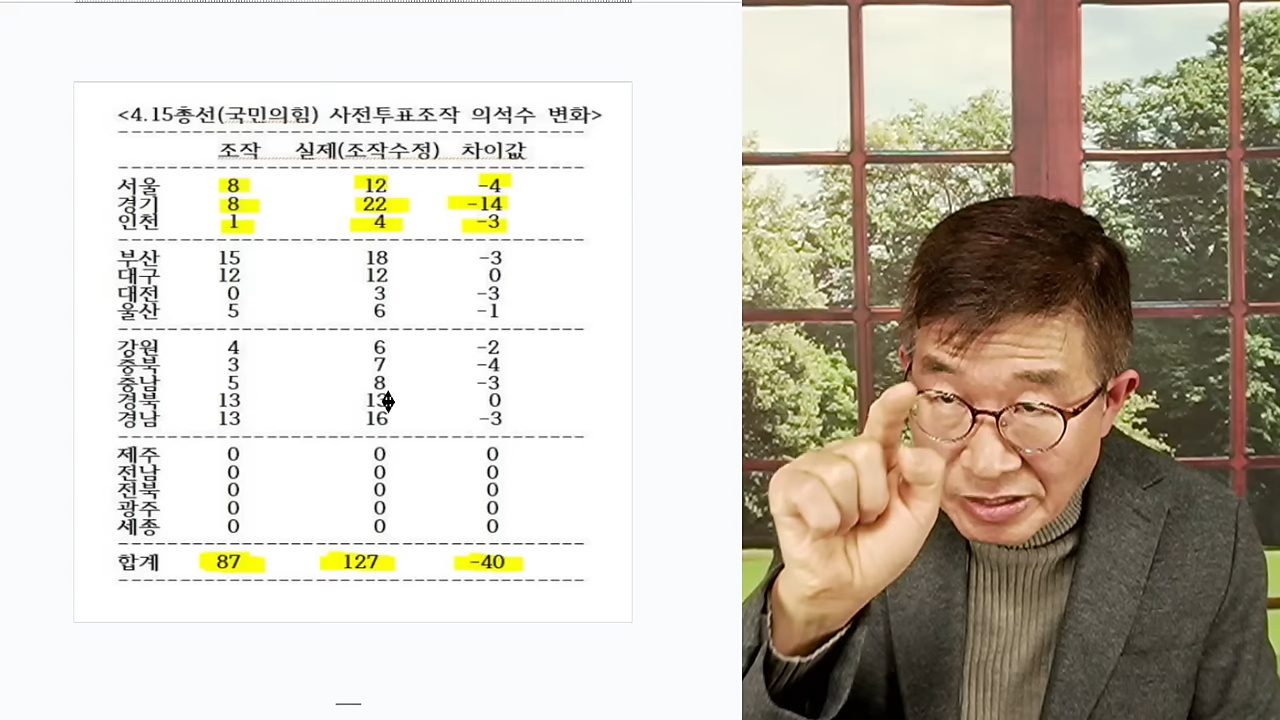 <4.15총선(국민의힘) 사전투표조작 의석수 변화>
조작 실제(조작수정) 차이값
서울 8 12 -4
경기 8 22 -14
인천 1 4 -3
부산 15 18 -3
대구 12 12 0
대전 0 3 -3
울산 5 6 -1
강원 4 6 -2
충북 3 7 -4
충남 5 8 -3
경북 13 13 0
경남 13 16 -3
제주 0 0 0
전남 0 0 0
전북 0 0 0
광주 0 0 0
세종 0 0 0
합계 87 127 -40